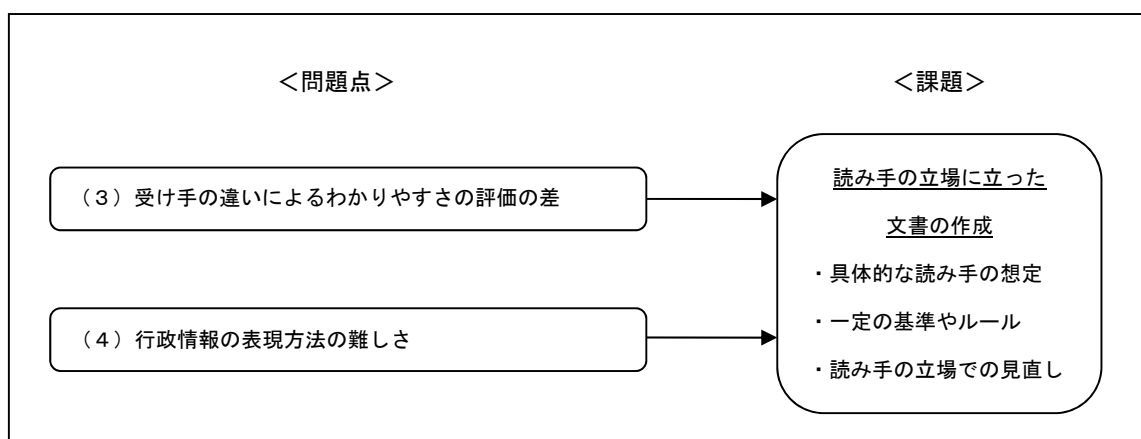 ＜問題点＞
＜課題＞
（３）受け手の違いによるわかりやすさの評価の差
（４）行政情報の表現方法の難しさ
読み手の立場に立った
文書の作成
・具体的な読み手の想定
・一定の基準やルール
・読み手の立場での見直し